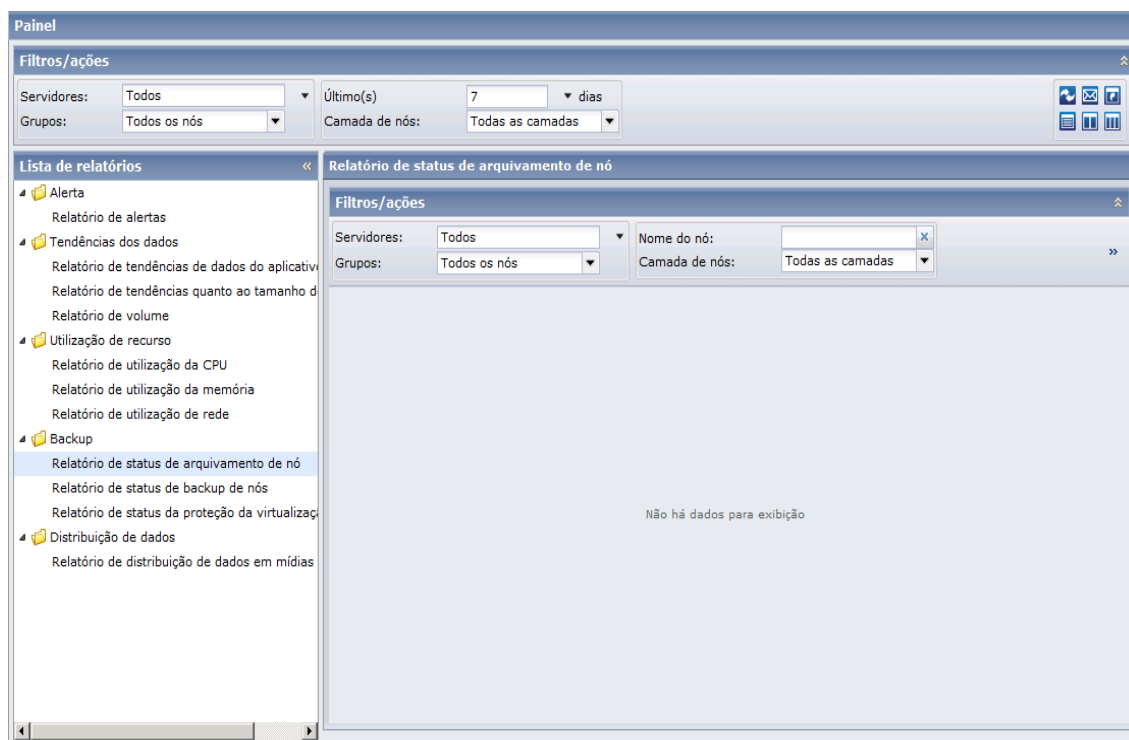 Painel
Filtros/ações
Servidores: Todos Último(s) 7 dias
Grupos: Todos os nós Camada de nós: Todas as camadas
Lista de relatórios
Alerta
Relatório de alertas
Tendências dos dados
Relatório de tendências de dados do aplicativo
Relatório de tendências quanto ao tamanho d
Relatório de volume
Utilização de recurso
Relatório de utilização da CPU
Relatório de utilização da memória
Relatório de utilização de rede
Backup
Relatório de status de arquivamento de nó
Relatório de status de backup de nós
Relatório de status da proteção da virtualizaçã
Distribuição de dados
Relatório de distribuição de dados em mídias
Relatório de status de arquivamento de nó
Filtros/ações
Servidores: Todos Nome do nó:
Grupos: Todos os nós Camada de nós: Todas as camadas
Não há dados para exibição